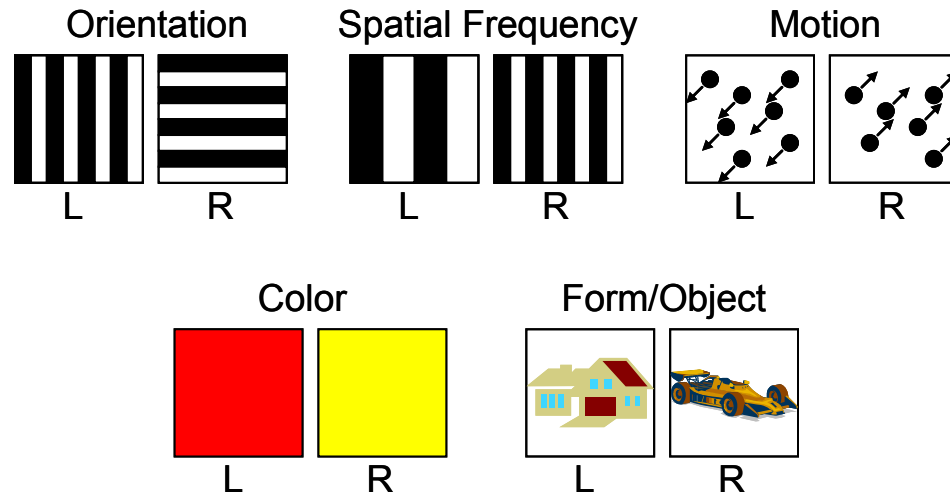 Orientation
Spatial Frequency
Motion
L
R
L
R
L
R
Color
Form/Object
L
R
L
R